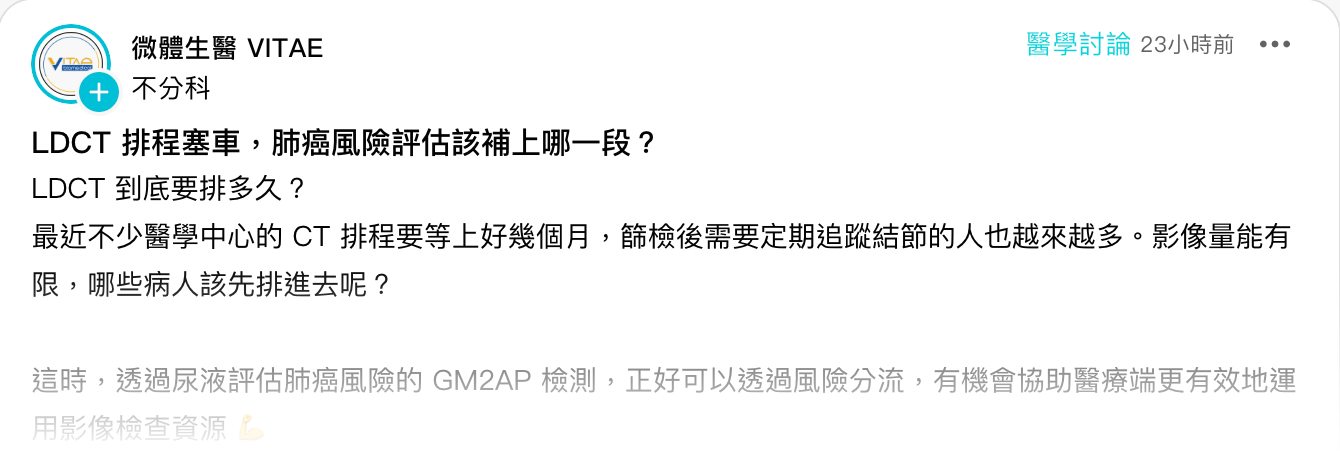 微體生醫 VITAE
不分科
醫學討論 23小時前
LDCT 排程塞車，肺癌風險評估該補上哪一段？
LDCT 到底要排多久？
最近不少醫學中心的 CT 排程要等上好幾個月，篩檢後需要定期追蹤結節的人也越來越多。影像量能有
限，哪些病人該先排進去呢？
這時，透過尿液評估肺癌風險的 GM2AP 檢測，正好可以透過風險分流，有機會協助醫療端更有效地運
用影像檢查資源 💪